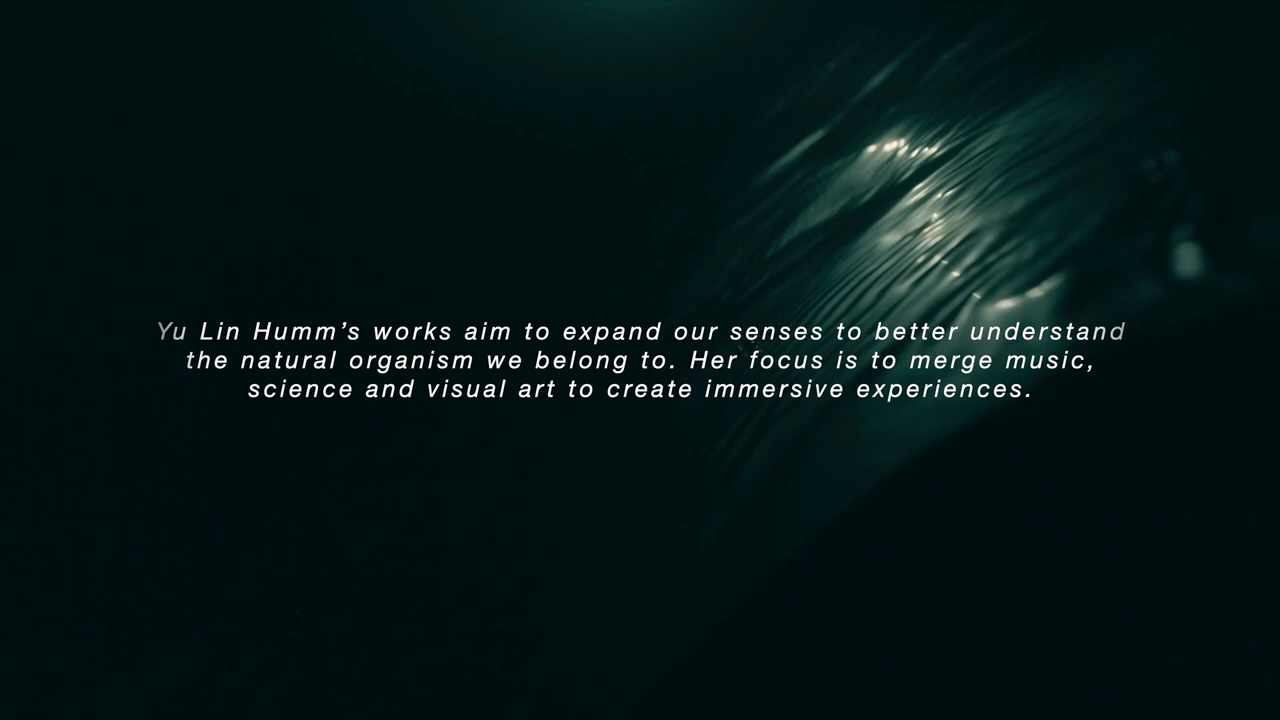 Yu Lin Humm’s works aim to expand our senses to better understand
the natural organism we belong to. Her focus is to merge music,
science and visual art to create immersive experiences.